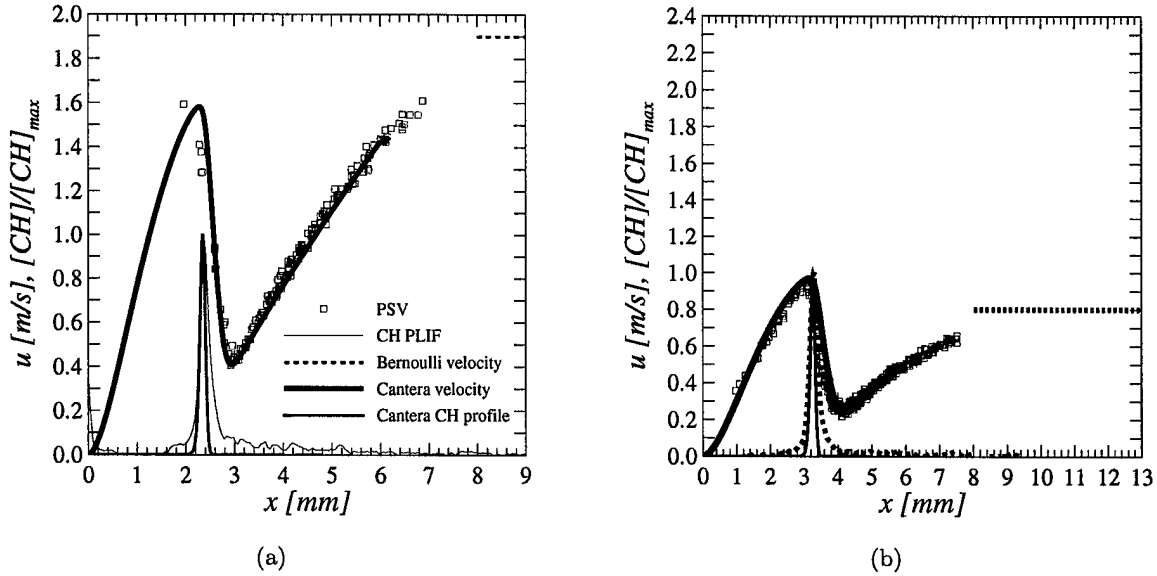 2.0
1.8
1.6
1.4
1.2
1.0
0.8
0.6
0.4
0.2
0.0
u [m/s], [CH]/[CH]max
0 1 2 3 4 5 6 7 8 9
x [mm]
PSV
CH PLIF
Bernoulli velocity
Cantera velocity
Cantera CH profile
(a)
2.4
2.2
2.0
1.8
1.6
1.4
1.2
1.0
0.8
0.6
0.4
0.2
0.0
u [m/s], [CH]/[CH]max
0 1 2 3 4 5 6 7 8 9 10 11 12 13
x [mm]
(b)